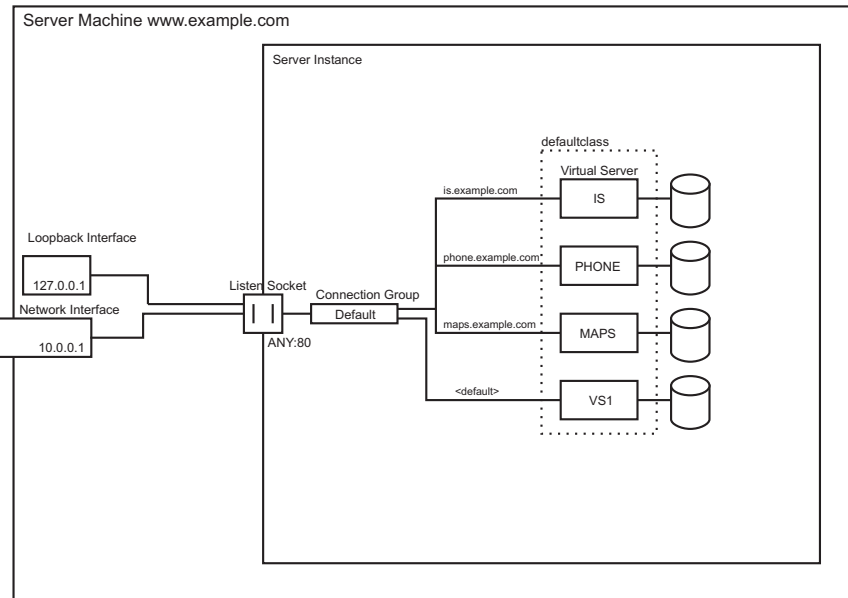 Server Machine www.example.com
Server Instance
defaultclass
Virtual Server
is.example.com
IS
Loopback Interface
127.0.0.1
phone.example.com
PHONE
Listen Socket
Connection Group
Network Interface
Default
10.0.0.1
ANY:80
maps.example.com
MAPS
<default>
VS1